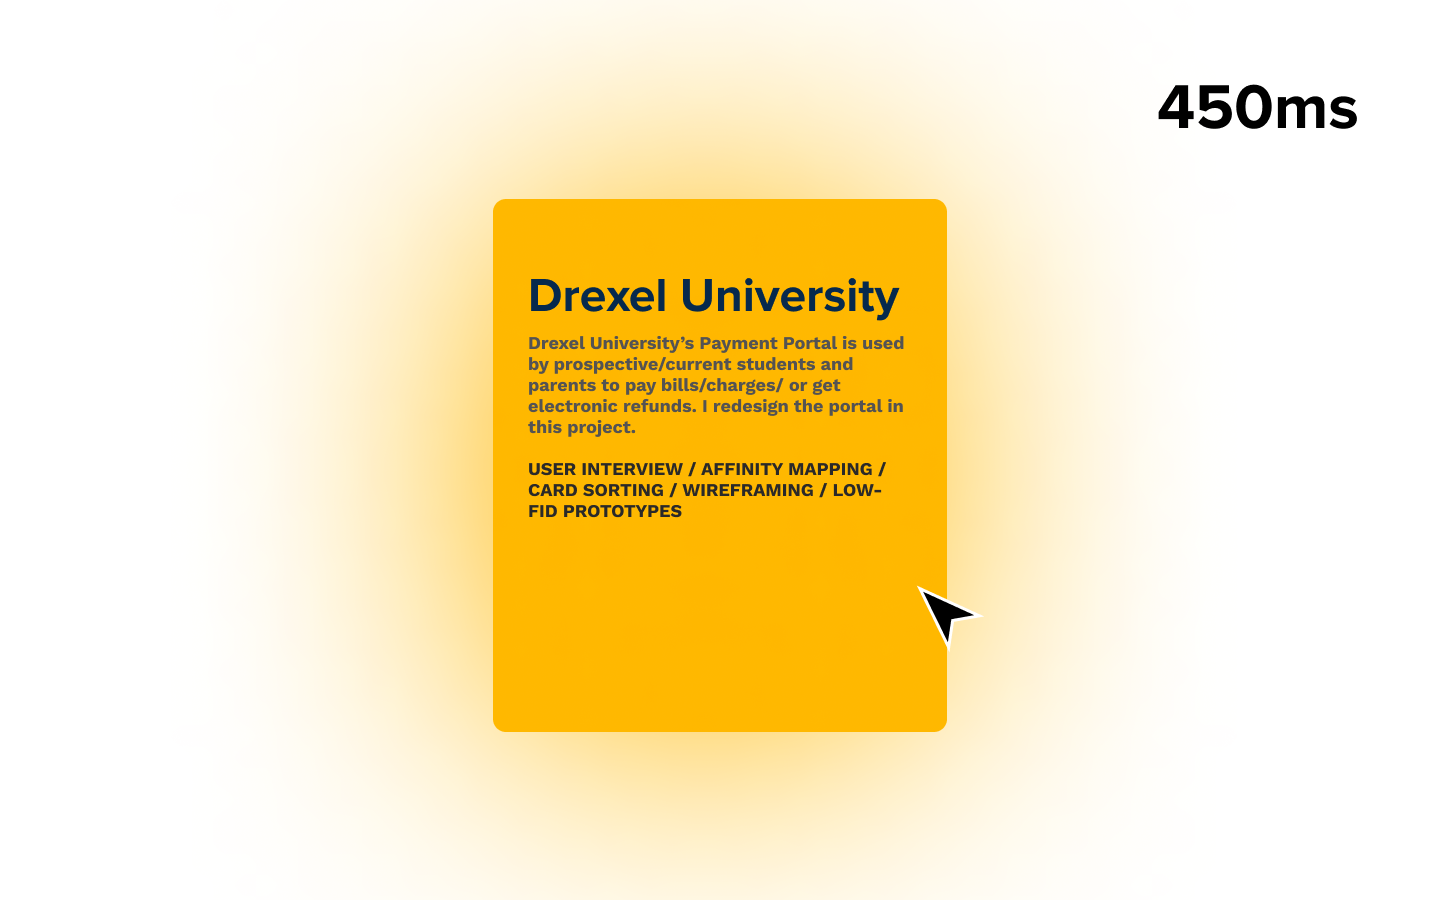 450ms
Drexel University
Drexel University’s Payment Portal is used
by prospective/current students and
parents to pay bills/charges/ or get
electronic refunds. I redesign the portal in
this project.
USER INTERVIEW / AFFINITY MAPPING /
CARD SORTING / WIREFRAMING / LOW-
FID PROTOTYPES